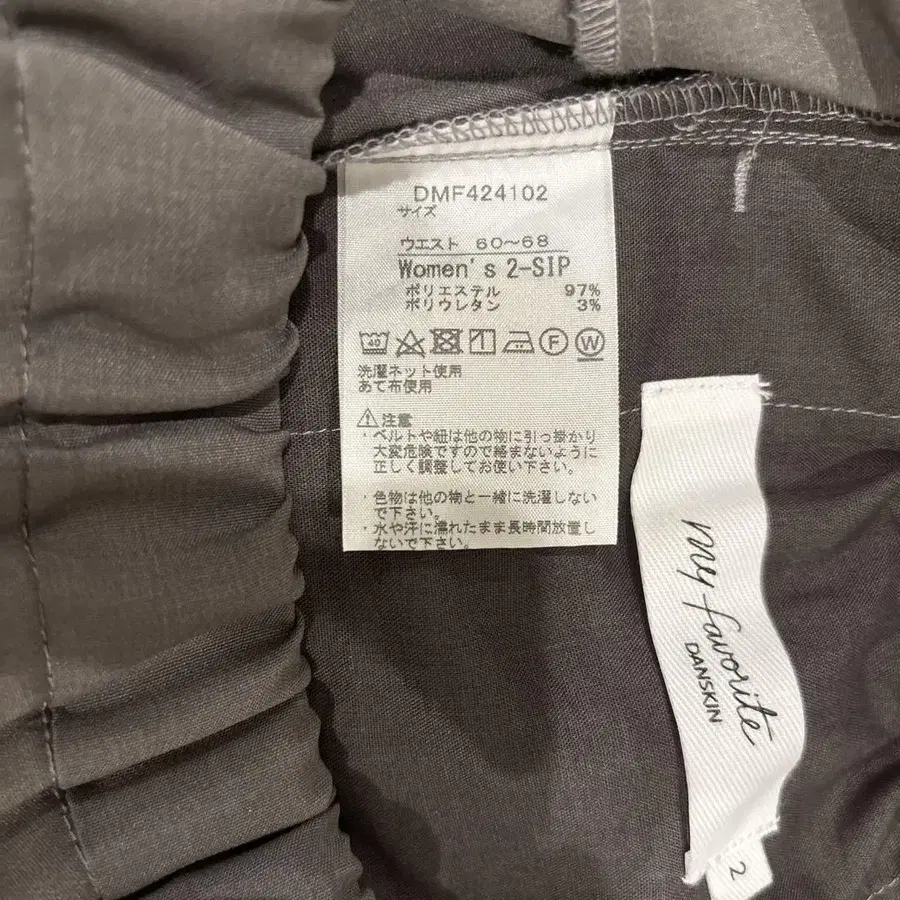 DMF424102
サイズ
ウエスト 60～68
Women's 2-SIP
ポリエステル 97%
ポリウレタン 3%
40
F
W
洗濯ネット使用
あて布使用
注意
・ベルトや紐は他の物に引っ掛かり
大変危険ですので絡まないように
正しく調整してお使い下さい。
・色物は他の物と一緒に洗濯しない
で下さい。
・水や汗に濡れたまま長時間放置し
ないで下さい。
my favorite
DANSKIN
2